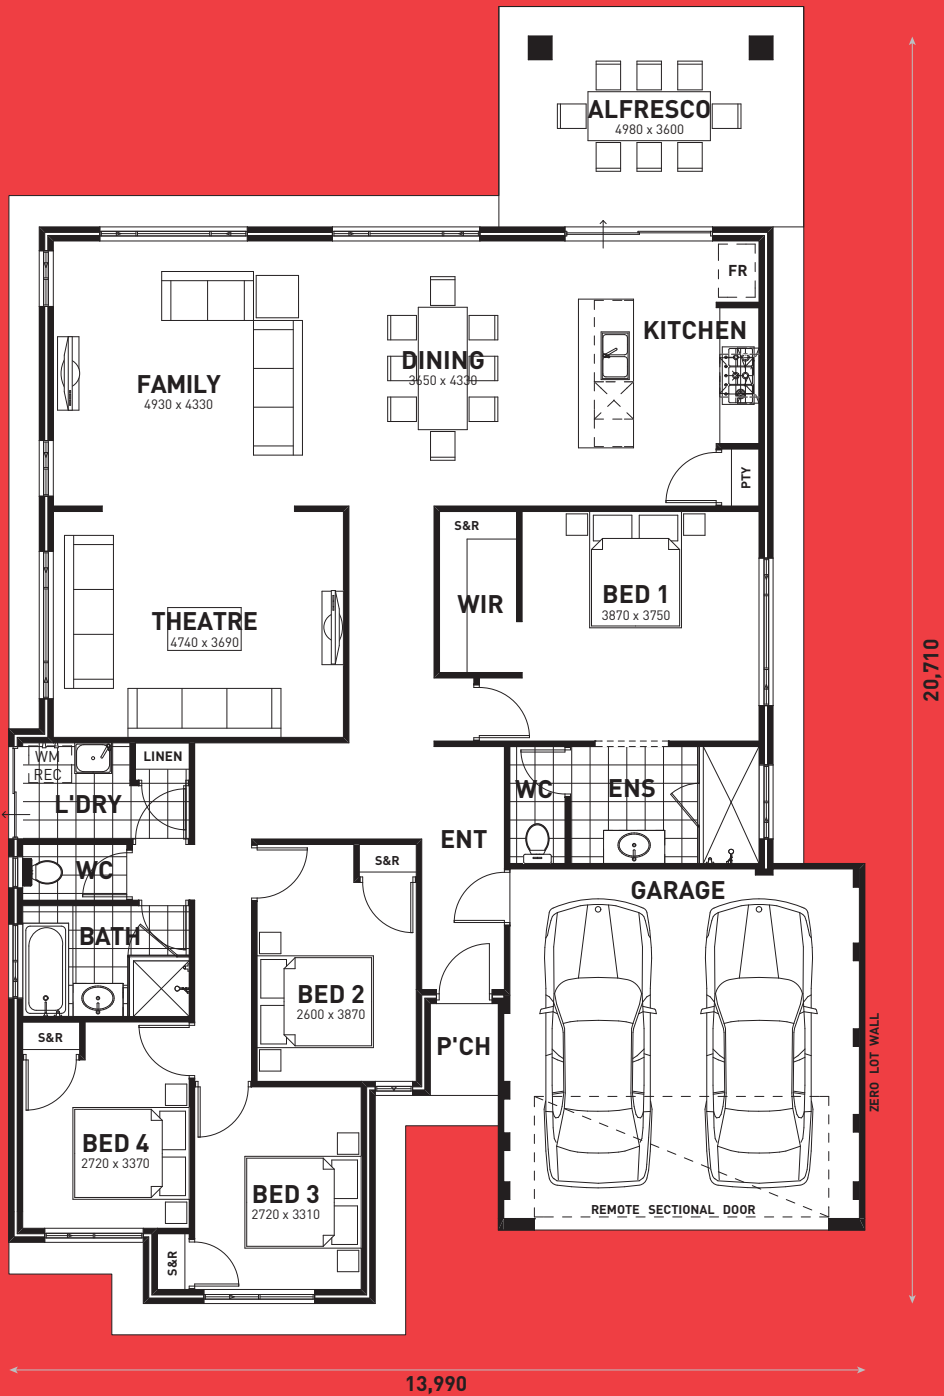 ALFRESCO
4980 x 3600
FR
KITCHEN
DINING
3650 x 4330
FAMILY
4930 x 4330
PTY
S&R
WIR
BED 1
3870 x 3750
THEATRE
4740 x 3690
20,710
WM
REC
LINEN
L'DRY
WC
ENS
ENT
WC
S&R
GARAGE
BATH
BED 2
2600 x 3870
S&R
P'CH
ZERO LOT WALL
BED 4
2720 x 3370
BED 3
2720 x 3310
REMOTE SECTIONAL DOOR
S&R
13,990